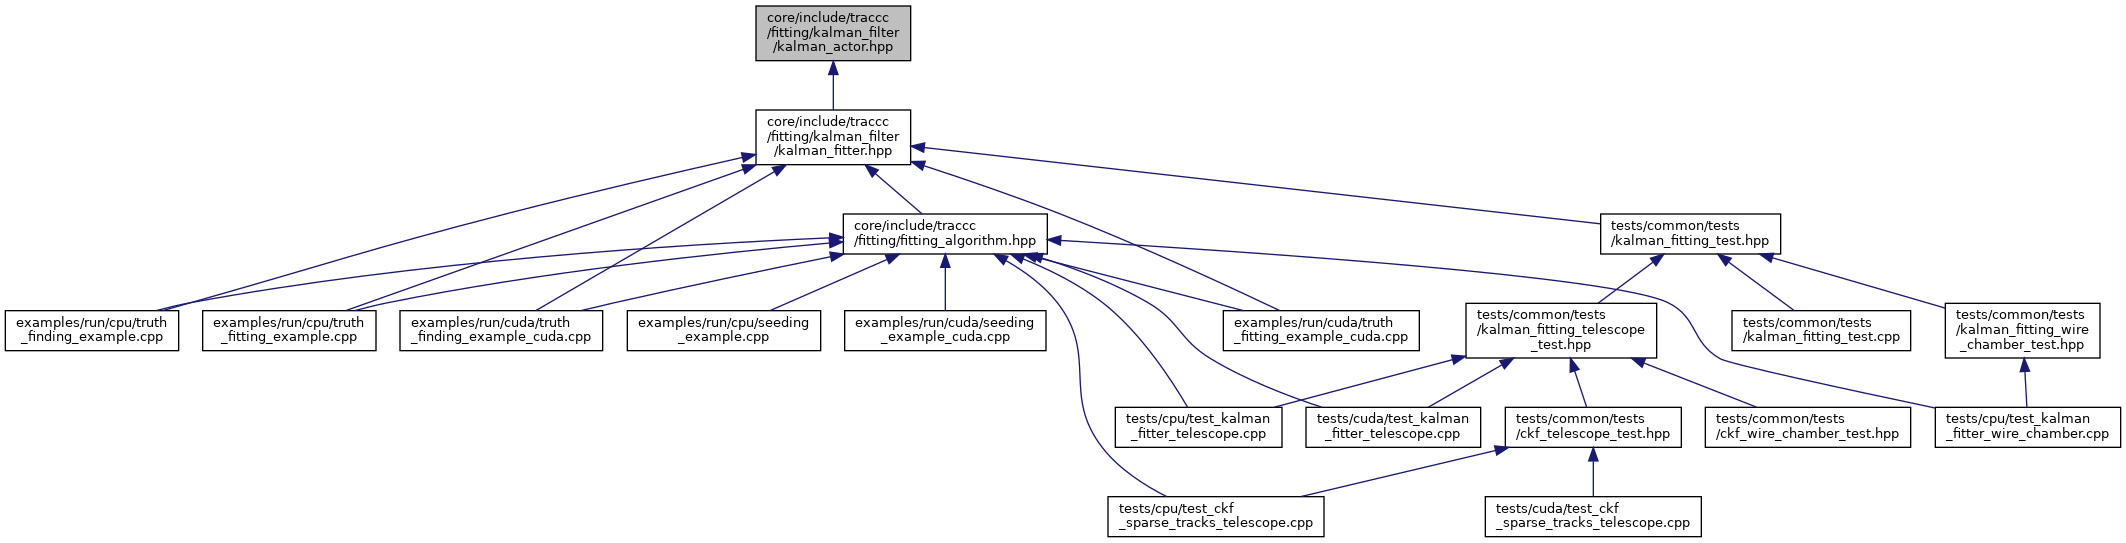 core/include/traccc
/fitting/kalman_filter
/kalman_actor.hpp
core/include/traccc
/fitting/kalman_filter
/kalman_fitter.hpp
core/include/traccc
/fitting/fitting_algorithm.hpp
tests/common/tests
/kalman_fitting_test.hpp
examples/run/cpu/truth
_finding_example.cpp
examples/run/cpu/truth
_fitting_example.cpp
examples/run/cuda/truth
_finding_example_cuda.cpp
examples/run/cpu/seeding
_example.cpp
examples/run/cuda/seeding
_example_cuda.cpp
examples/run/cuda/truth
_fitting_example_cuda.cpp
tests/common/tests
/kalman_fitting_telescope
_test.hpp
tests/common/tests
/kalman_fitting_test.cpp
tests/common/tests
/kalman_fitting_wire
_chamber_test.hpp
tests/cpu/test_kalman
_fitter_telescope.cpp
tests/cuda/test_kalman
_fitter_telescope.cpp
tests/common/tests
/ckf_telescope_test.hpp
tests/common/tests
/ckf_wire_chamber_test.hpp
tests/cpu/test_kalman
_fitter_wire_chamber.cpp
tests/cpu/test_ckf
_sparse_tracks_telescope.cpp
tests/cuda/test_ckf
_sparse_tracks_telescope.cpp